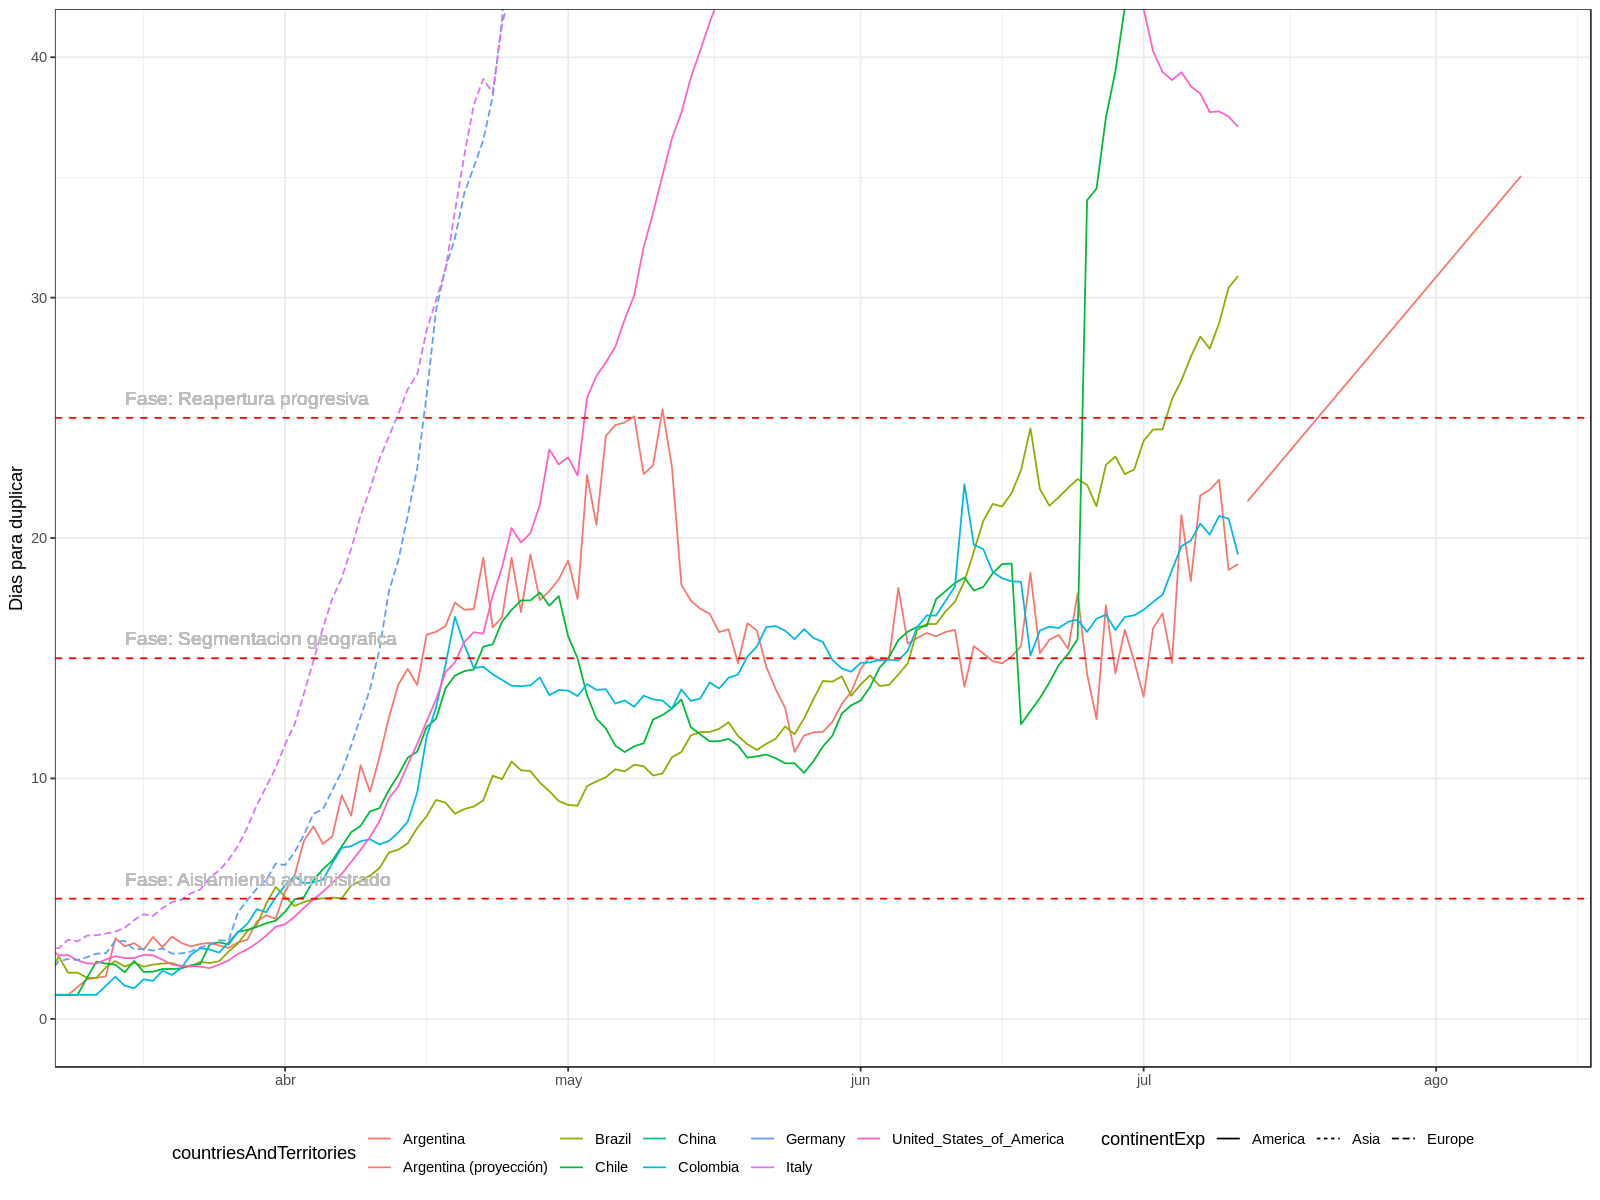 40
30
20
10
0
Dias para duplicar
Fase: Reapertura progresiva
Fase: Segmentacion geografica
Fase: Aislamiento administrado
abr
may
jun
jul
ago
countriesAndTerritories
Argentina
Argentina (proyección)
Brazil
Chile
China
Colombia
Germany
Italy
United_States_of_America
continentExp
America
Asia
Europe